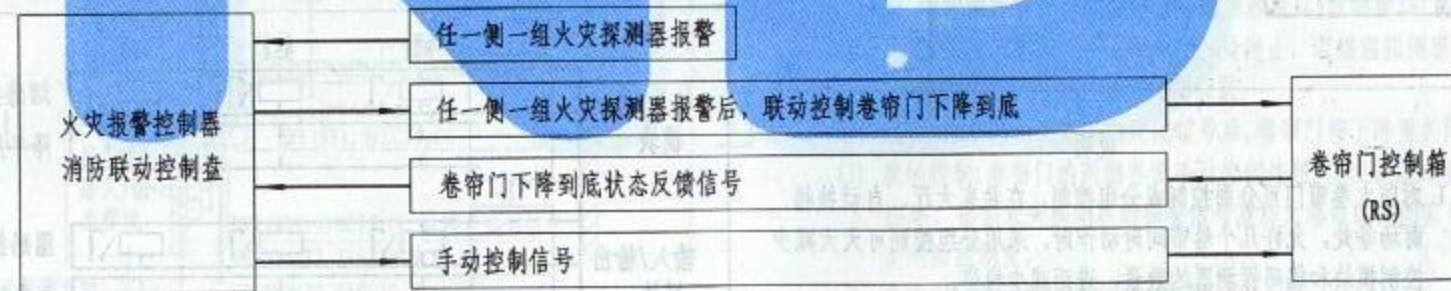 任一侧一组火灾探测器报警
任一侧一组火灾探测器报警后，联动控制卷帘门下降到底
火灾报警控制器
消防联动控制盘
卷帘门下降到底状态反馈信号
卷帘门控制箱
(RS)
手动控制信号